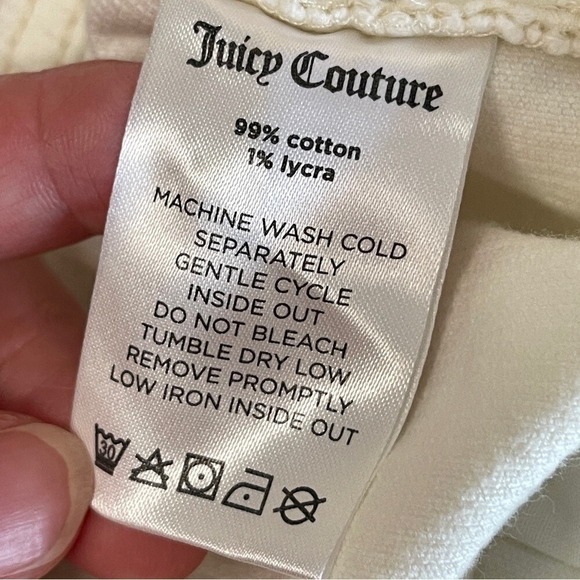 Juicy Couture
99% cotton
1% lycra
MACHINE WASH COLD
SEPARATELY
GENTLE CYCLE
INSIDE OUT
DO NOT BLEACH
TUMBLE DRY LOW
REMOVE PROMPTLY
LOW IRON INSIDE OUT
30